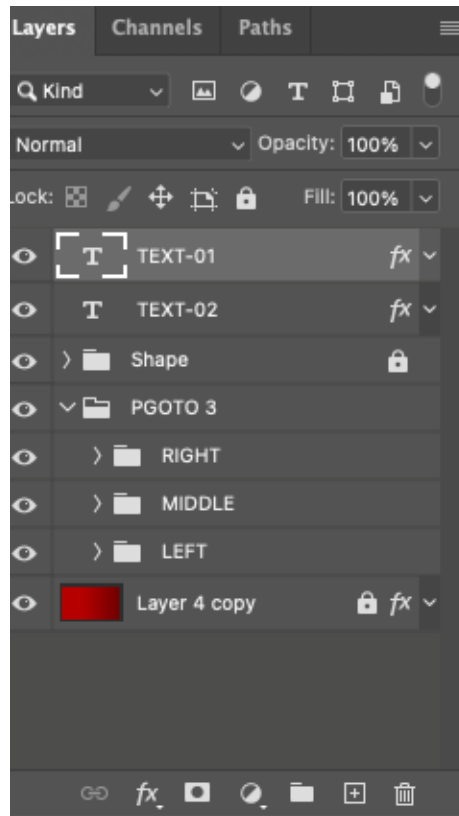 Layers Channels Paths
Kind T
Normal Opacity: 100%
Lock: Fill: 100%
T TEXT-01 fx
T TEXT-02 fx
Shape
PGOTO 3
RIGHT
MIDDLE
LEFT
Layer 4 copy fx
fx